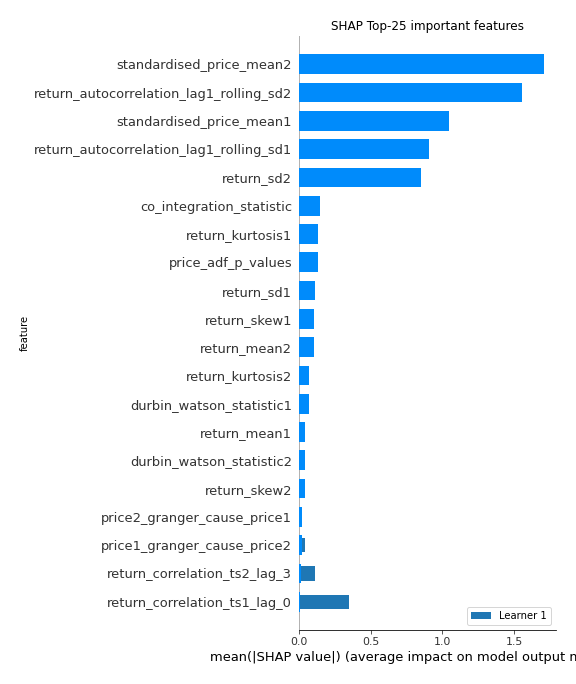 SHAP Top-25 important features
standardised_price_mean2
return_autocorrelation_lag1_rolling_sd2
standardised_price_mean1
return_autocorrelation_lag1_rolling_sd1
return_sd2
co_integration_statistic
return_kurtosis1
price_adf_p_values
return_sd1
return_skew1
return_mean2
return_kurtosis2
durbin_watson_statistic1
return_mean1
durbin_watson_statistic2
return_skew2
price2_granger_cause_price1
price1_granger_cause_price2
return_correlation_ts2_lag_3
return_correlation_ts1_lag_0
feature
Learner 1
0.0 0.5 1.0 1.5
mean(|SHAP value|) (average impact on model output